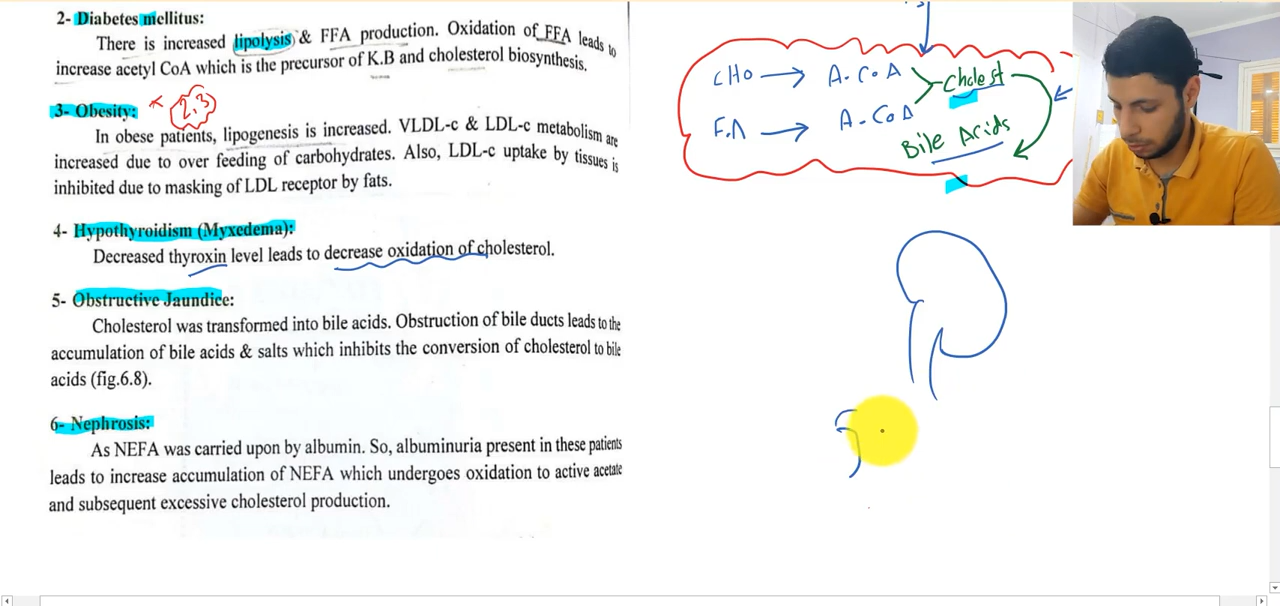 2- Diabetes mellitus:
There is increased lipolysis & FFA production. Oxidation of FFA leads to
increase acetyl CoA which is the precursor of K.B and cholesterol biosynthesis.
3- Obesity:
2,3
In obese patients, lipogenesis is increased. VLDL-c & LDL-c metabolism are
increased due to over feeding of carbohydrates. Also, LDL-c uptake by tissues is
inhibited due to masking of LDL receptor by fats.
4- Hypothyroidism (Myxedema):
Decreased thyroxin level leads to decrease oxidation of cholesterol.
5- Obstructive Jaundice:
Cholesterol was transformed into bile acids. Obstruction of bile ducts leads to the
accumulation of bile acids & salts which inhibits the conversion of cholesterol to bile
acids (fig.6.8).
6- Nephrosis:
As NEFA was carried upon by albumin. So, albuminuria present in these patients
leads to increase accumulation of NEFA which undergoes oxidation to active acetate
and subsequent excessive cholesterol production.
CHO → A.CoA
Cholest
F.A → A.CoA
Bile Acids